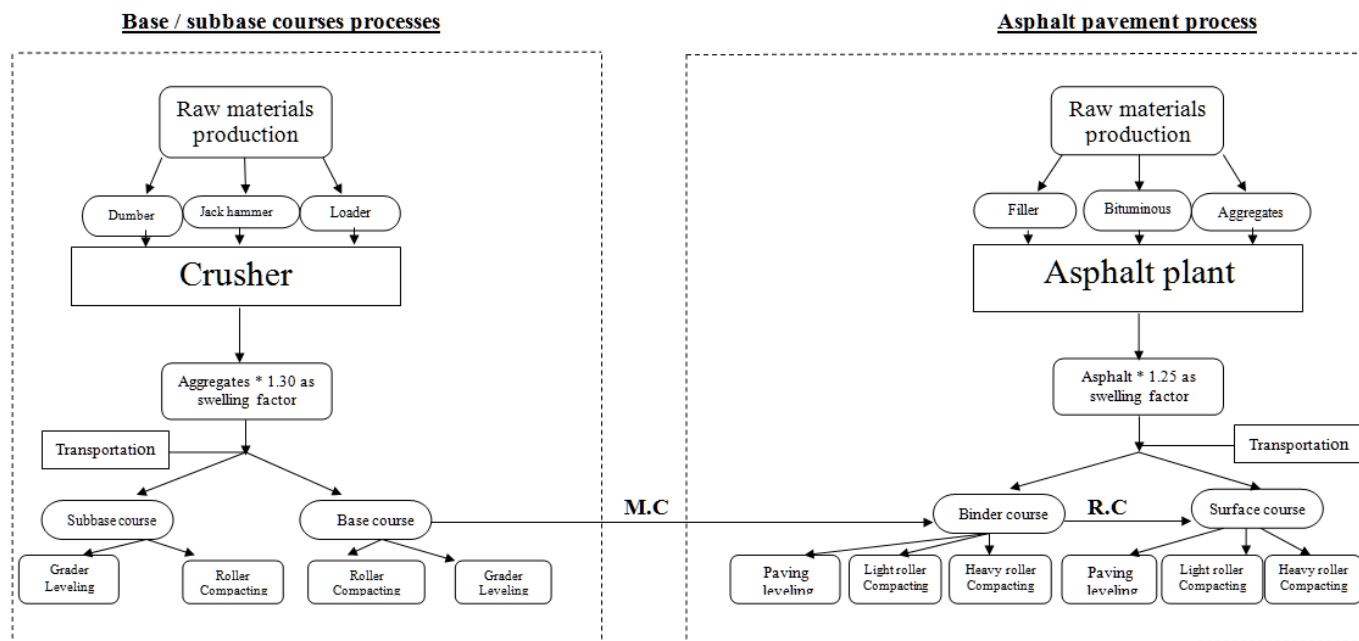 Base / subbase courses processes
Asphalt pavement process
Raw materials
production
Raw materials
production
Dumber
Jack hammer
Loader
Filler
Bituminous
Aggregates
Crusher
Asphalt plant
Aggregates * 1.30 as
swelling factor
Asphalt * 1.25 as
swelling factor
Transportation
Transportation
Subbase course
Base course
M.C
Binder course
R.C
Surface course
Grader
Leveling
Roller
Compacting
Roller
Compacting
Grader
Leveling
Paving
leveling
Light roller
Compacting
Heavy roller
Compacting
Paving
leveling
Light roller
Compacting
Heavy roller
Compacting